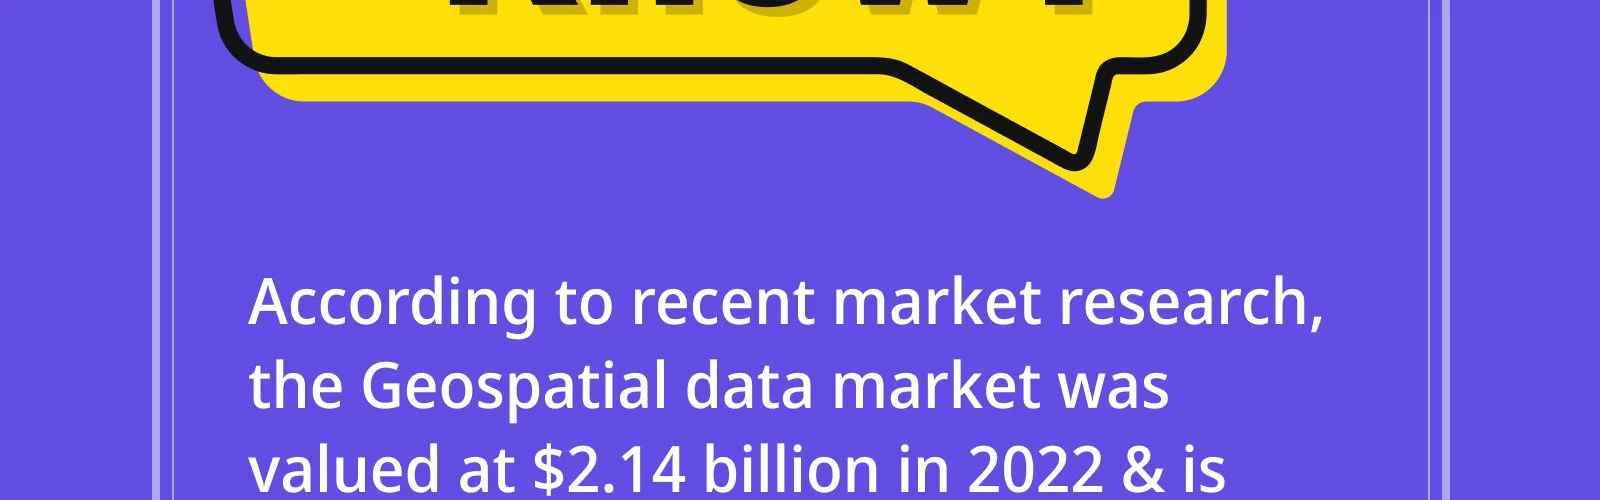 According to recent market research,
the Geospatial data market was
valued at $2.14 billion in 2022 & is